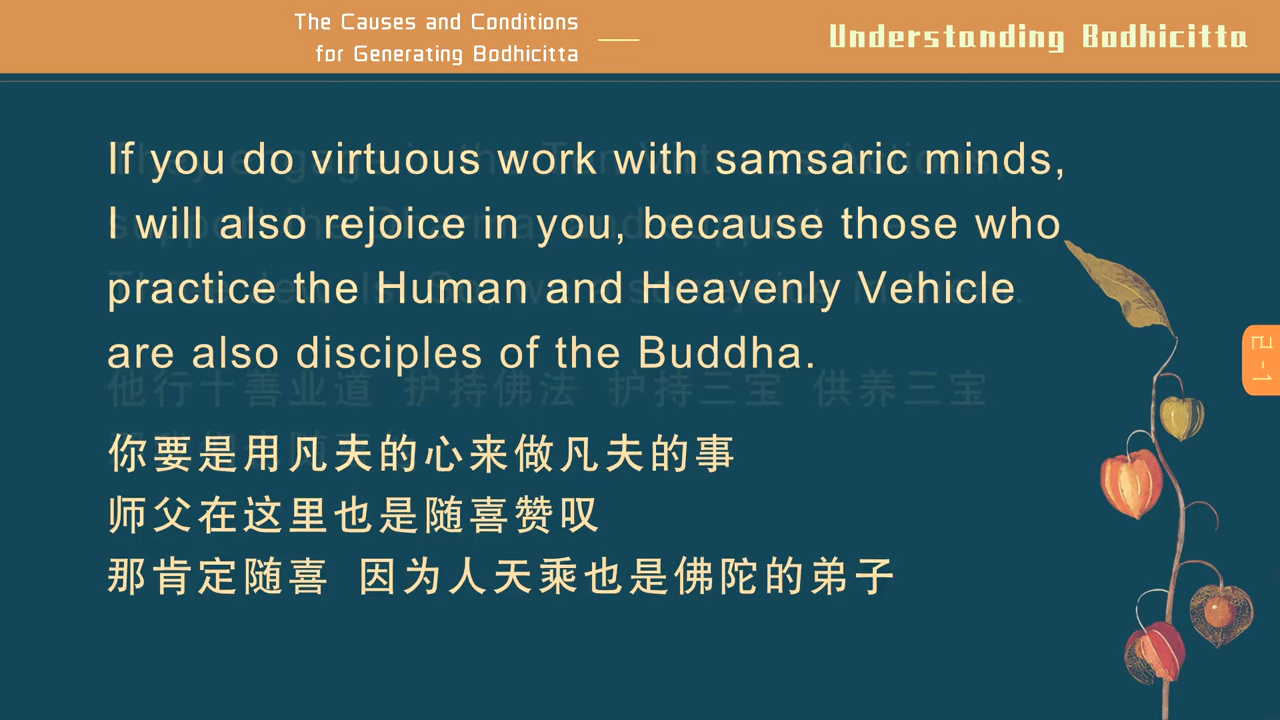 The Causes and Conditions
for Generating Bodhicitta
Understanding Bodhicitta
If you do virtuous work with samsaric minds,
I will also rejoice in you, because those who
practice the Human and Heavenly Vehicle
are also disciples of the Buddha.
他行十善业道 护持佛法 护持三宝 供养三宝
你要是用凡夫的心来做凡夫的事
师父在这里也是随喜赞叹
那肯定随喜 因为人天乘也是佛陀的弟子